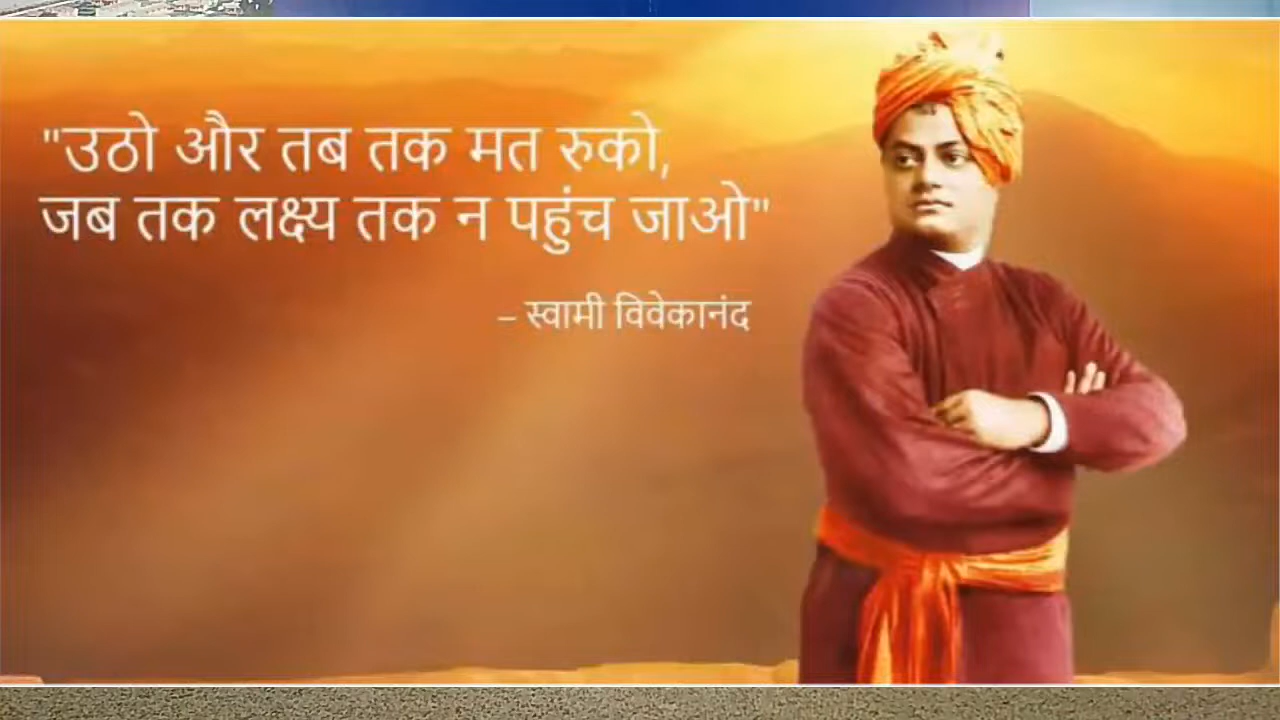 "उठो और तब तक मत रुको,
जब तक लक्ष्य तक न पहुंच जाओ"
– स्वामी विवेकानंद